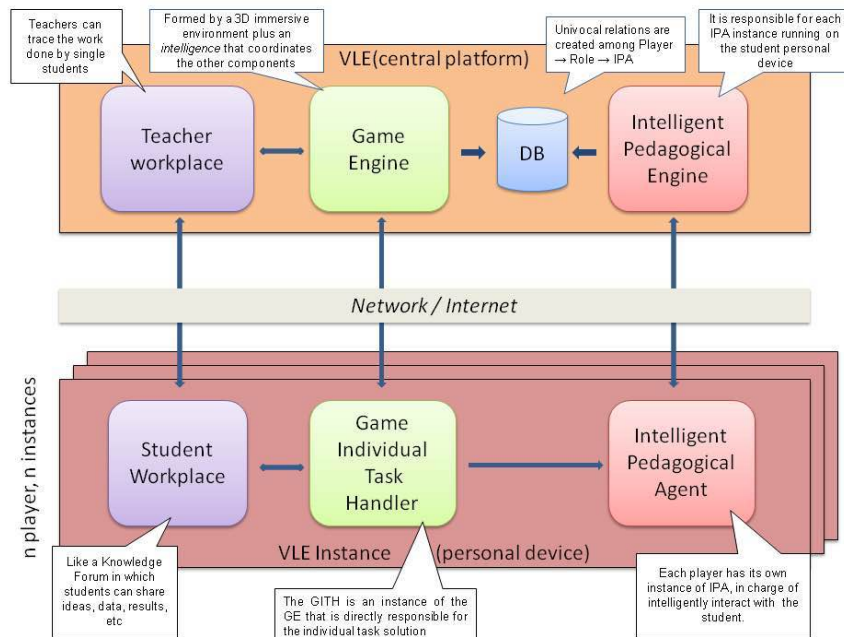 Teachers can
trace the work
done by single
students
Formed by a 3D immersive
environment plus an
intelligence that coordinates
the other components
Univocal relations are
created among Player
→ Role → IPA
It is responsible for each
IPA instance running on
the student personal
device
VLE(central platform)
Teacher
workplace
Game
Engine
DB
Intelligent
Pedagogical
Engine
Network / Internet
n player, n instances
Student
Workplace
Game
Individual
Task
Handler
Intelligent
Pedagogical
Agent
VLE Instance (personal device)
Like a Knowledge
Forum in which
students can share
ideas, data, results,
etc
The GITH is an instance of the
GE that is directly responsible for
the individual task solution
Each player has its own
instance of IPA, in charge of
intelligently interact with the
student.